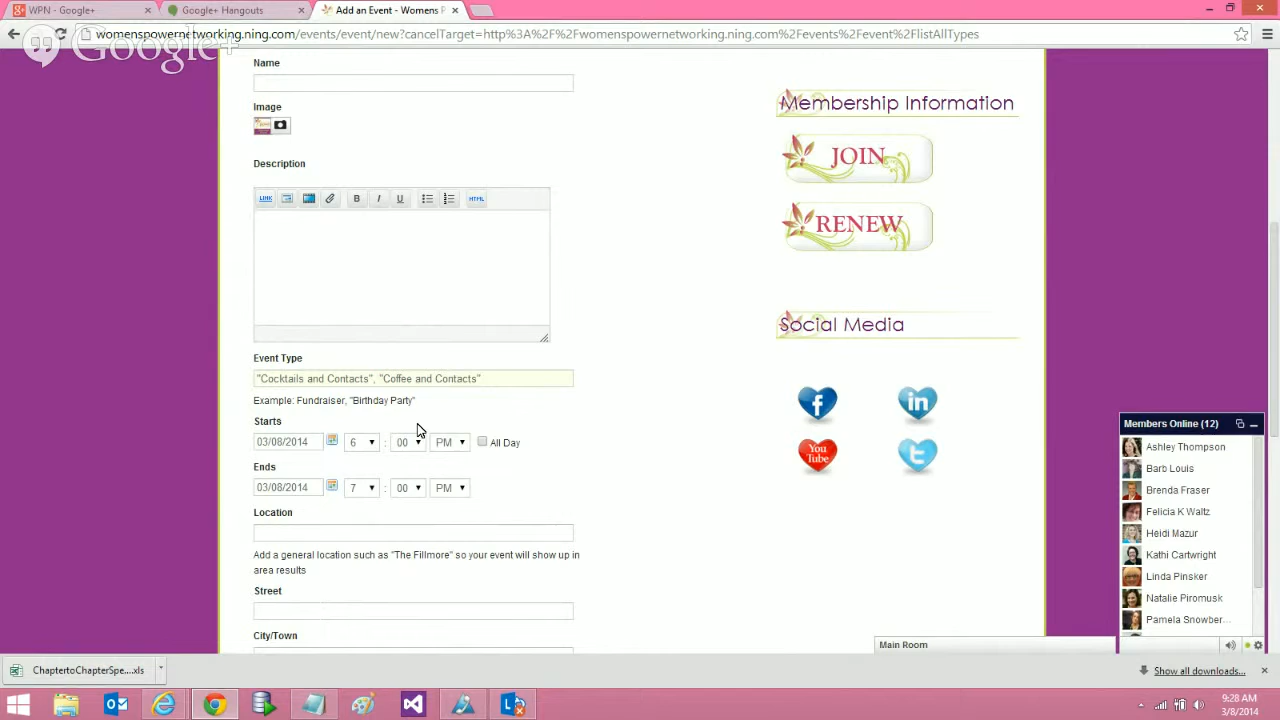 WPN - Google+
Google+ Hangouts
Add an Event - Womens P
womenspowernetworking.ning.com/events/event/new?cancelTarget=http%3A%2F%2Fwomenspowernetworking.ning.com%2Fevents%2Fevent%2FlistAllTypes
Google+
Name
Image
Description
LINK
B I U
HTML
Event Type
"Cocktails and Contacts", "Coffee and Contacts"
Example: Fundraiser, "Birthday Party"
Starts
03/08/2014 6 : 00 PM All Day
Ends
03/08/2014 7 : 00 PM
Location
Add a general location such as "The Fillmore" so your event will show up in
area results
Street
City/Town
Membership Information
JOIN
RENEW
Social Media
f
in
You
Tube
t
Members Online (12)
Ashley Thompson
Barb Louis
Brenda Fraser
Felicia K Waltz
Heidi Mazur
Kathi Cartwright
Linda Pinsker
Natalie Piromusk
Pamela Snowber...
Main Room
ChaptertoChapterSpe....xls
Show all downloads...
9:28 AM
3/8/2014